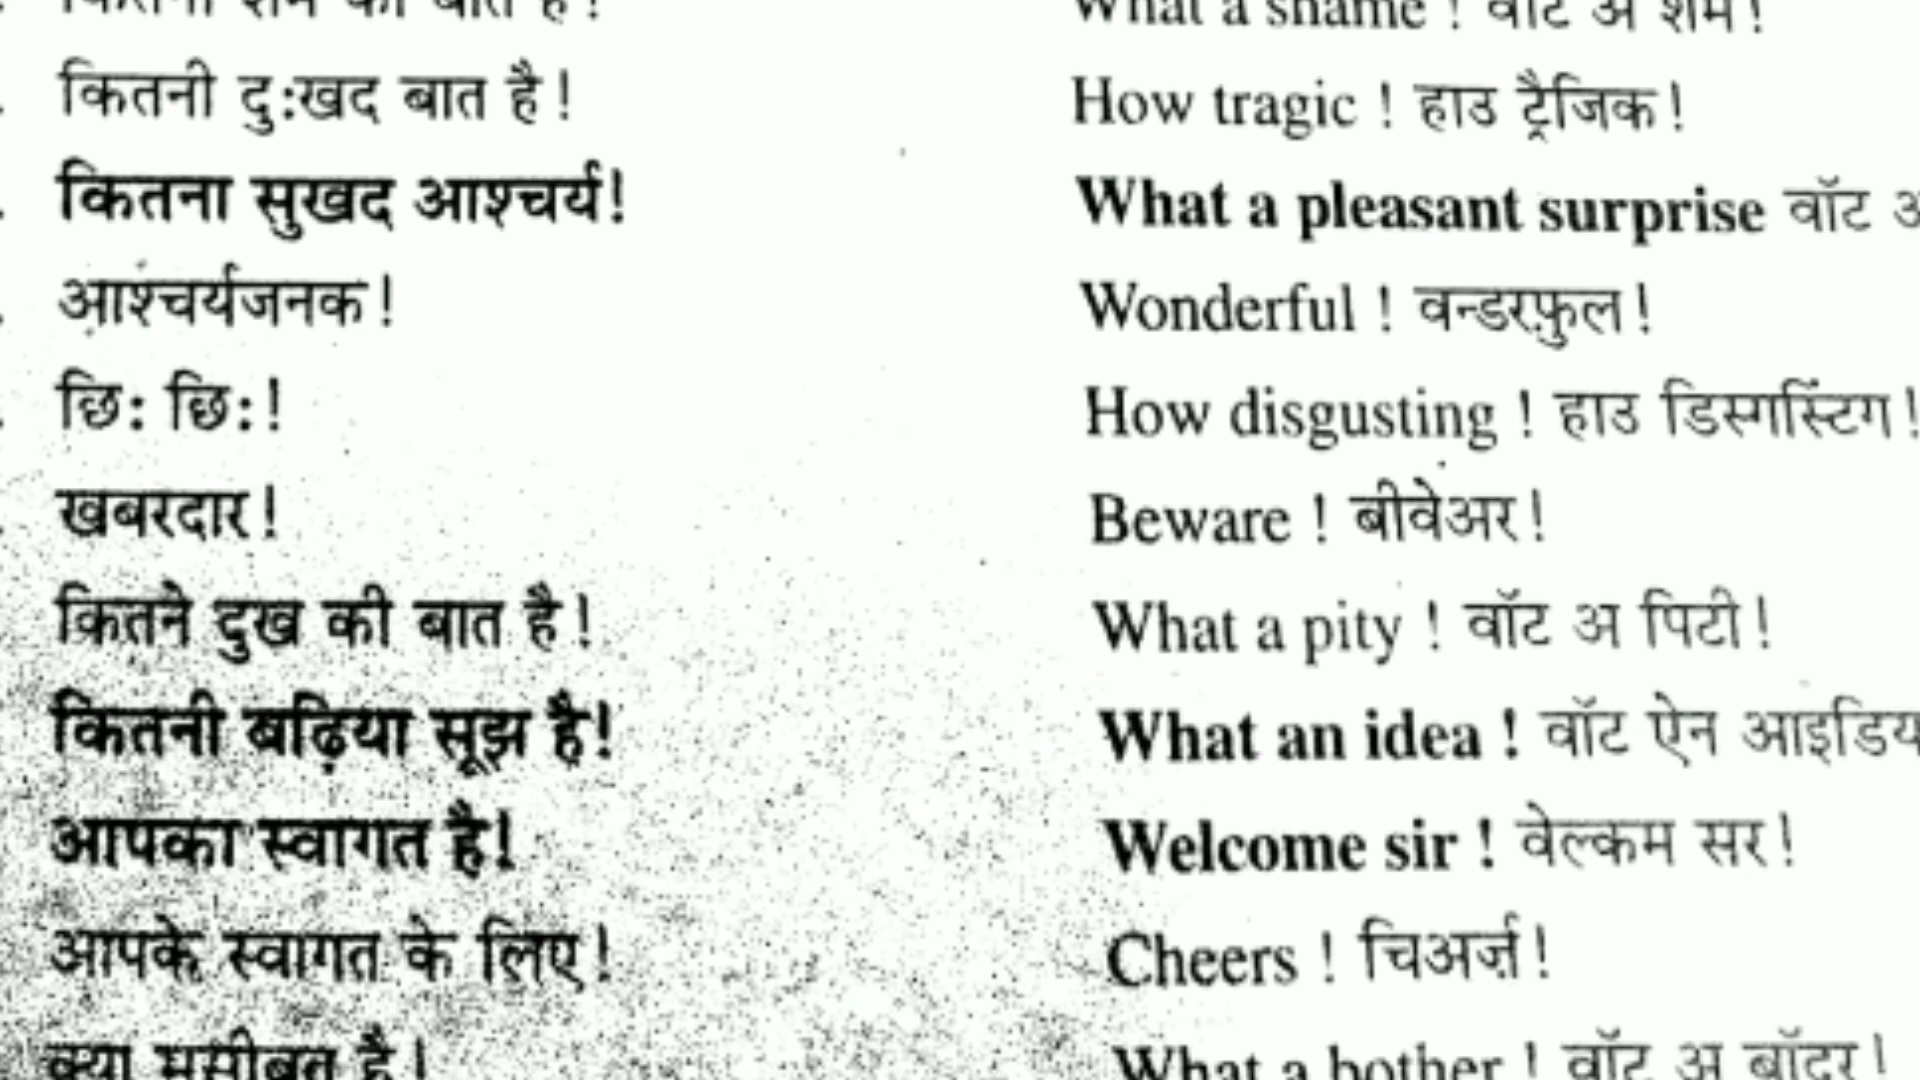 कितनी शर्म की बात है! What a shame ! वॉट अ शेम!
कितनी दु:खद बात है! How tragic ! हाउ ट्रैजिक!
कितना सुखद आश्चर्य! What a pleasant surprise वॉट अ
आश्चर्यजनक! Wonderful ! वन्डरफ़ुल!
छि: छि:! How disgusting ! हाउ डिस्गस्टिंग!
खबरदार! Beware ! बीवेअर!
कितने दुख की बात है! What a pity ! वॉट अ पिटी!
कितनी बढ़िया सूझ है! What an idea ! वॉट ऐन आइडिय
आपका स्वागत है! Welcome sir ! वेल्कम सर!
आपके स्वागत के लिए! Cheers ! चिअर्ज़!
क्या मुसीबत है! What a bother ! वॉट अ बॉदर!